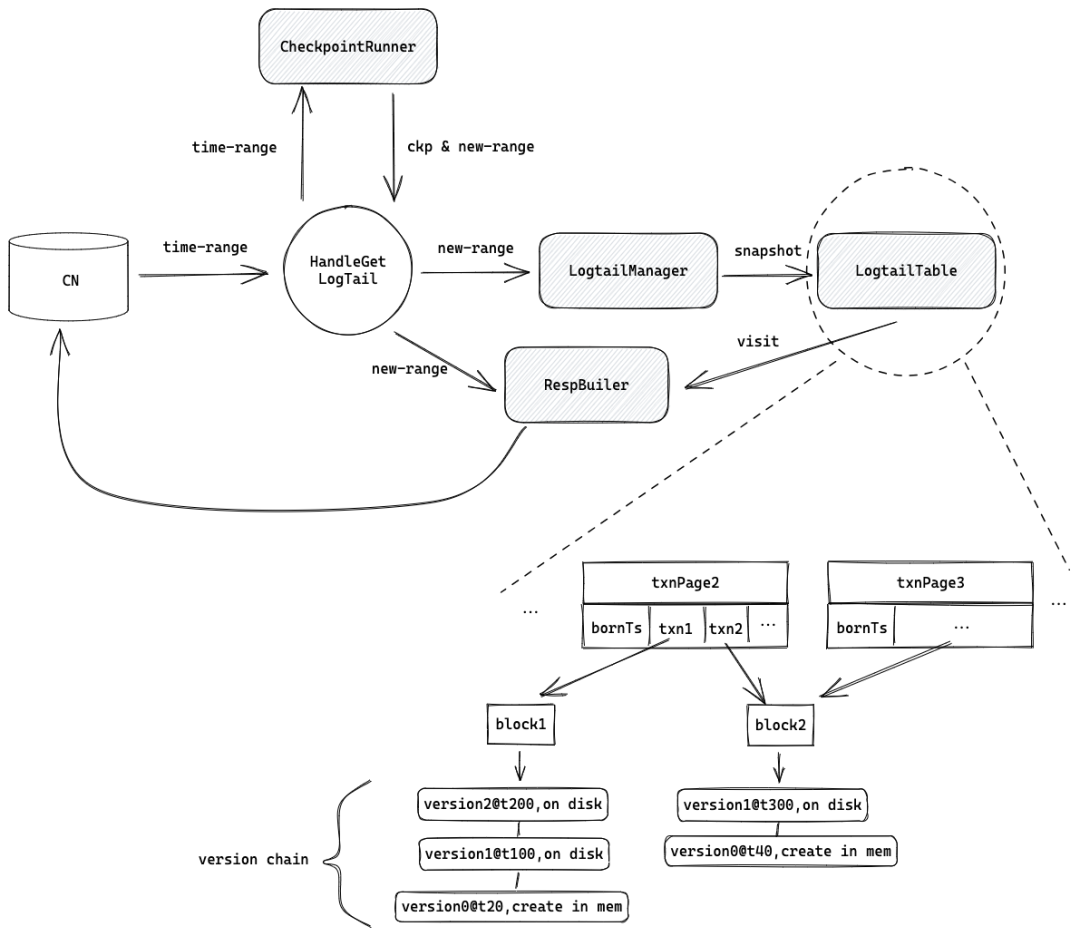 CheckpointRunner
time-range
ckp & new-range
CN
time-range
HandleGet
LogTail
new-range
LogtailManager
snapshot
LogtailTable
new-range
RespBuiler
visit
...
txnPage2
bornTs
txn1
txn2
...
txnPage3
bornTs
...
...
block1
block2
version chain
version2@t200,on disk
version1@t100,on disk
version0@t20,create in mem
version1@t300,on disk
version0@t40,create in mem